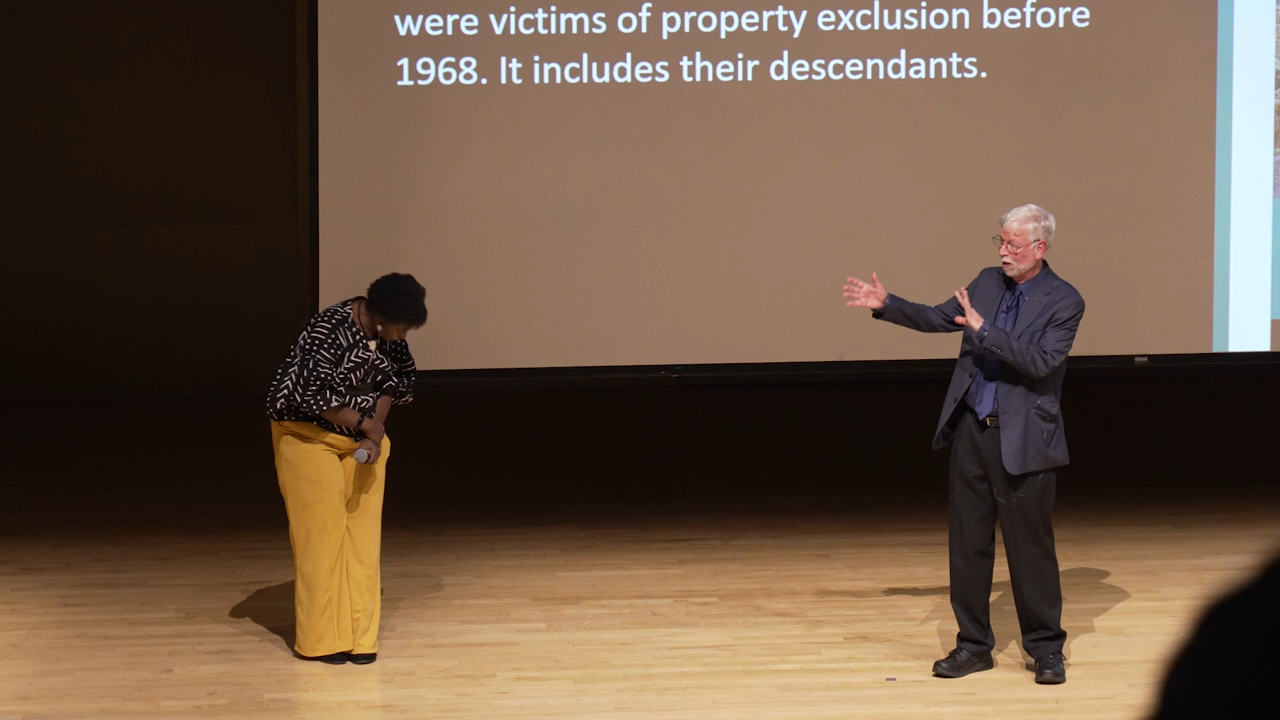 were victims of property exclusion before
1968. It includes their descendants.